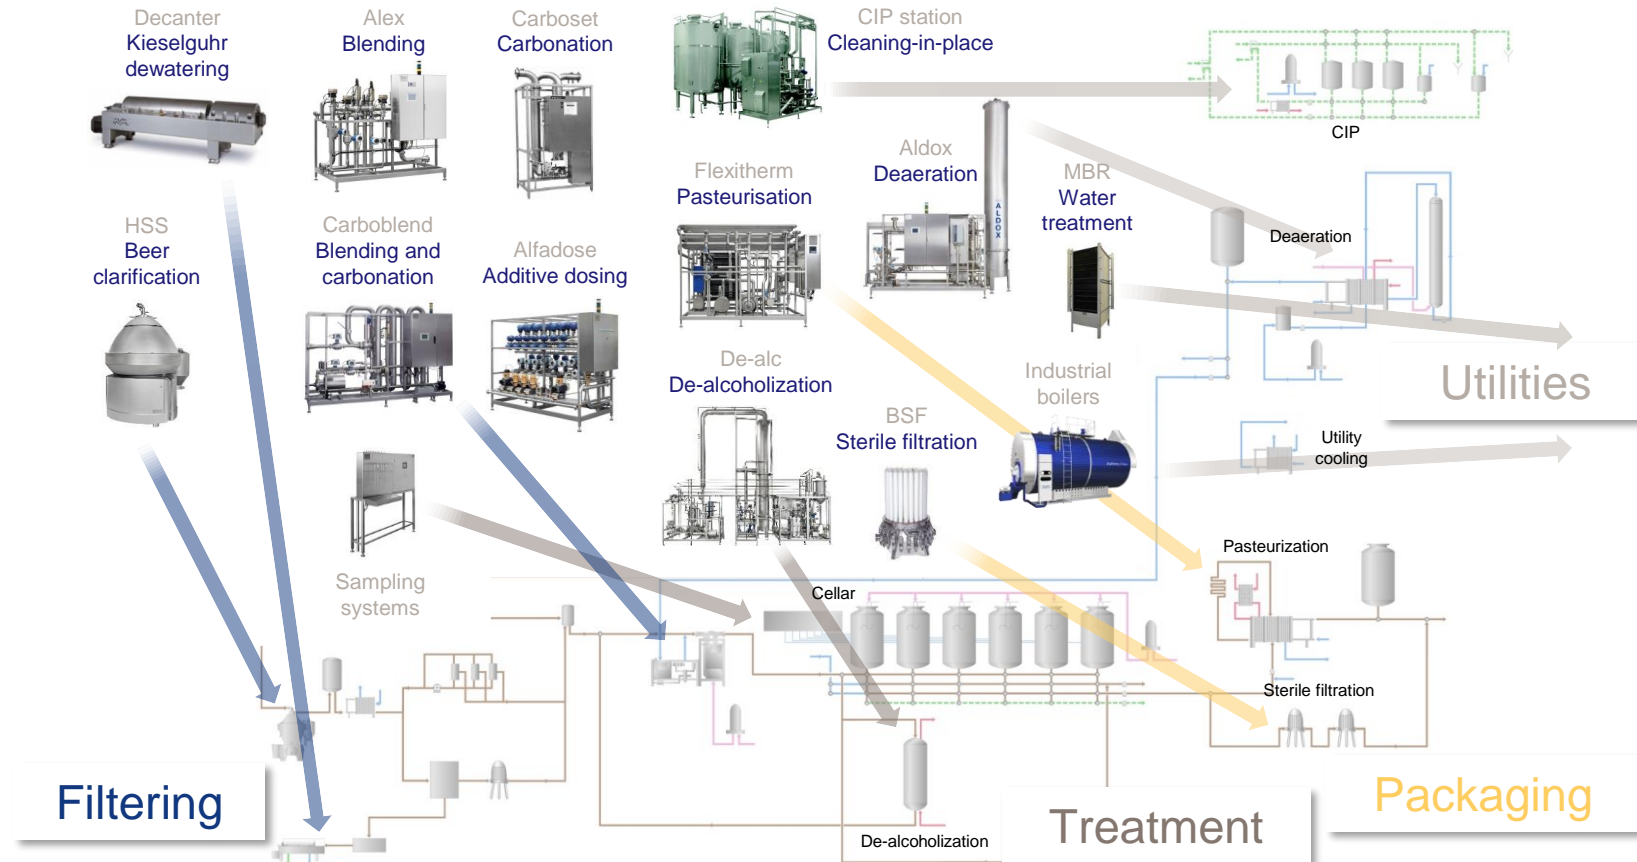 Decanter
Kieselguhr
dewatering
Alex
Blending
Carboset
Carbonation
CIP station
Cleaning-in-place
CIP
HSS
Beer
clarification
Carboblend
Blending and
carbonation
Alfadose
Additive dosing
Flexitherm
Pasteurisation
Aldox
Deaeration
ALDOX
MBR
Water
treatment
Deaeration
De-alc
De-alcoholization
BSF
Sterile filtration
Industrial
boilers
Utilities
Utility
cooling
Sampling
systems
Cellar
Pasteurization
Sterile filtration
De-alcoholization
Filtering
Treatment
Packaging